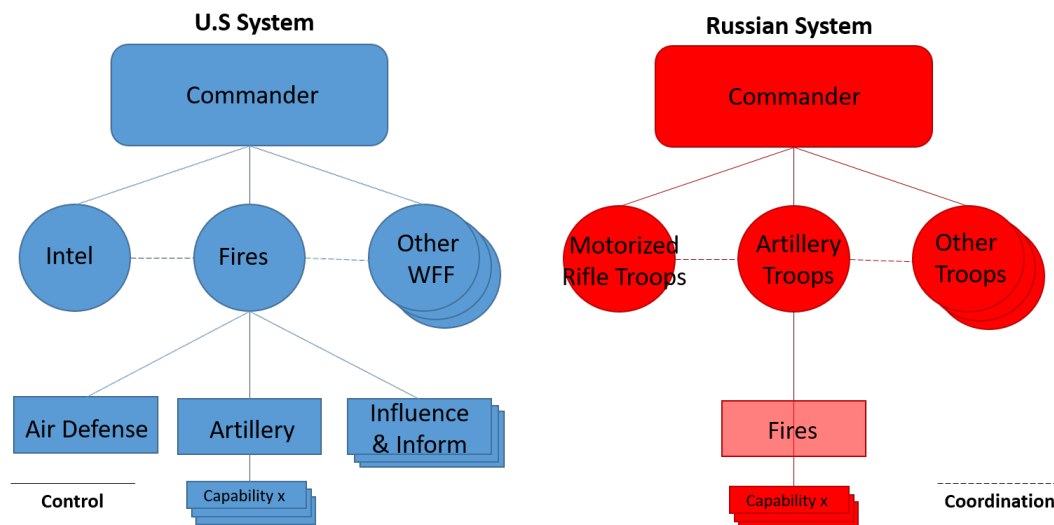 U.S System
Russian System
Commander
Commander
Intel
Fires
Other
WFF
Motorized
Rifle Troops
Artillery
Troops
Other
Troops
Air Defense
Artillery
Influence
& Inform
Fires
Capability x
Capability x
Control
Coordination